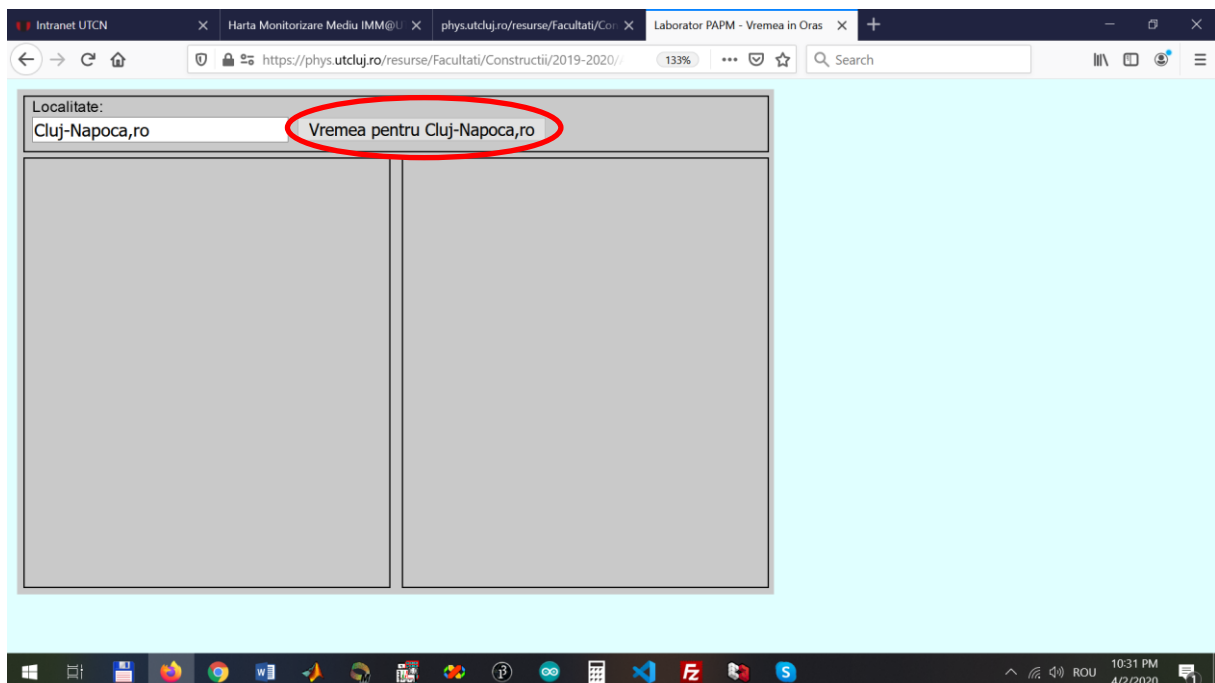 Intranet UTCN
Harta Monitorizare Mediu IMM@U
phys.utcluj.ro/resurse/Facultati/Con
Laborator PAPM - Vremea in Oras
https://phys.utcluj.ro/resurse/Facultati/Constructii/2019-2020/
133%
Search
Localitate:
Cluj-Napoca,ro
Vremea pentru Cluj-Napoca,ro
ROU
10:31 PM
4/2/2020